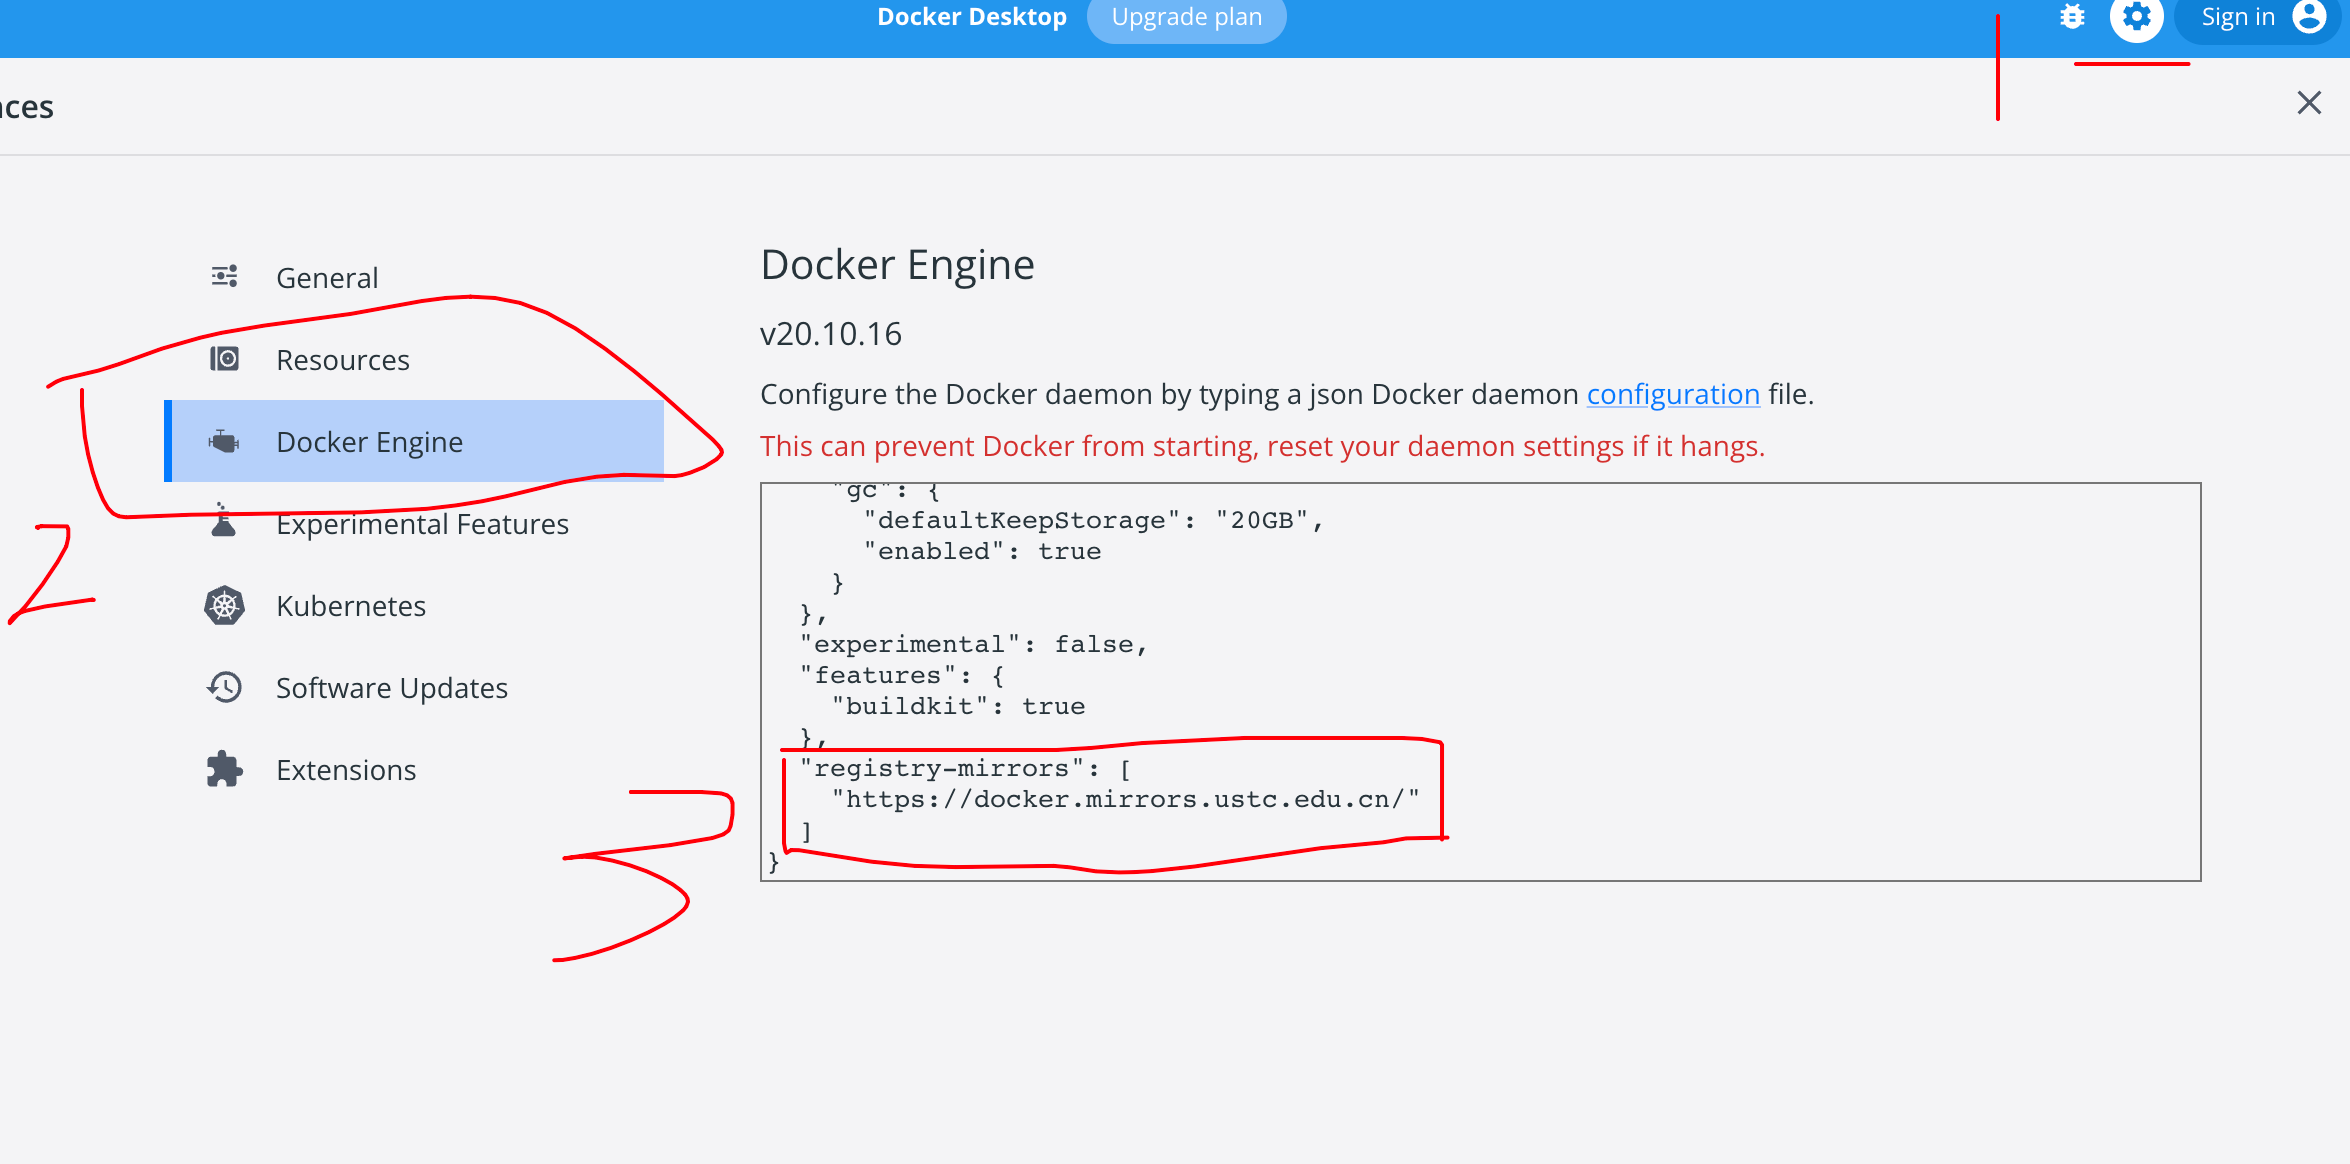 Docker Desktop Upgrade plan Sign in
nces
General
Resources
Docker Engine
Experimental Features
Kubernetes
Software Updates
Extensions
1
2
3
Docker Engine
v20.10.16
Configure the Docker daemon by typing a json Docker daemon configuration file.
This can prevent Docker from starting, reset your daemon settings if it hangs.
"gc": {
"defaultKeepStorage": "20GB",
"enabled": true
}
},
"experimental": false,
"features": {
"buildkit": true
},
"registry-mirrors": [
"https://docker.mirrors.ustc.edu.cn/"
]
}